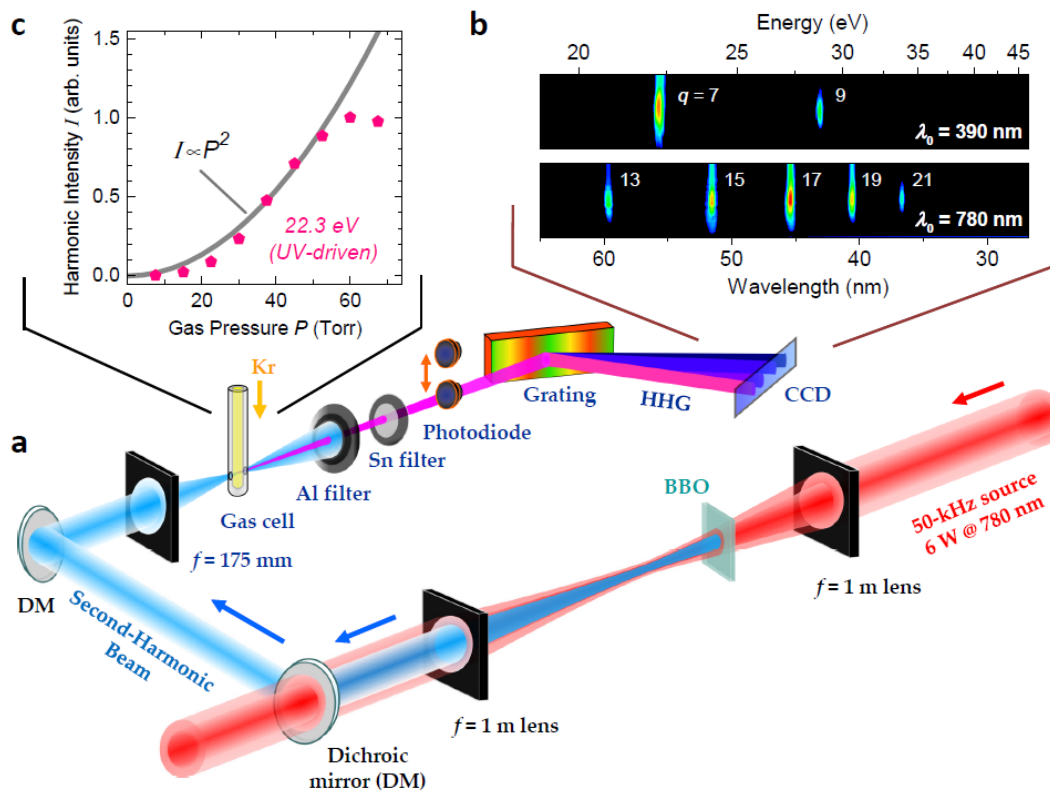 c
Harmonic Intensity I (arb. units)
1.5
1.0
0.5
0.0
I∝P²
22.3 eV
(UV-driven)
0 20 40 60
Gas Pressure P (Torr)
b
Energy (eV)
20 25 30 35 40 45
q = 7
9
λ₀ = 390 nm
13 15 17 19 21
λ₀ = 780 nm
60 50 40 30
Wavelength (nm)
a
Kr
Gas cell
Al filter
Sn filter
Photodiode
Grating
HHG
CCD
50-kHz source
6 W @ 780 nm
BBO
f = 1 m lens
f = 175 mm
DM
Second-Harmonic
Beam
f = 1 m lens
Dichroic
mirror (DM)